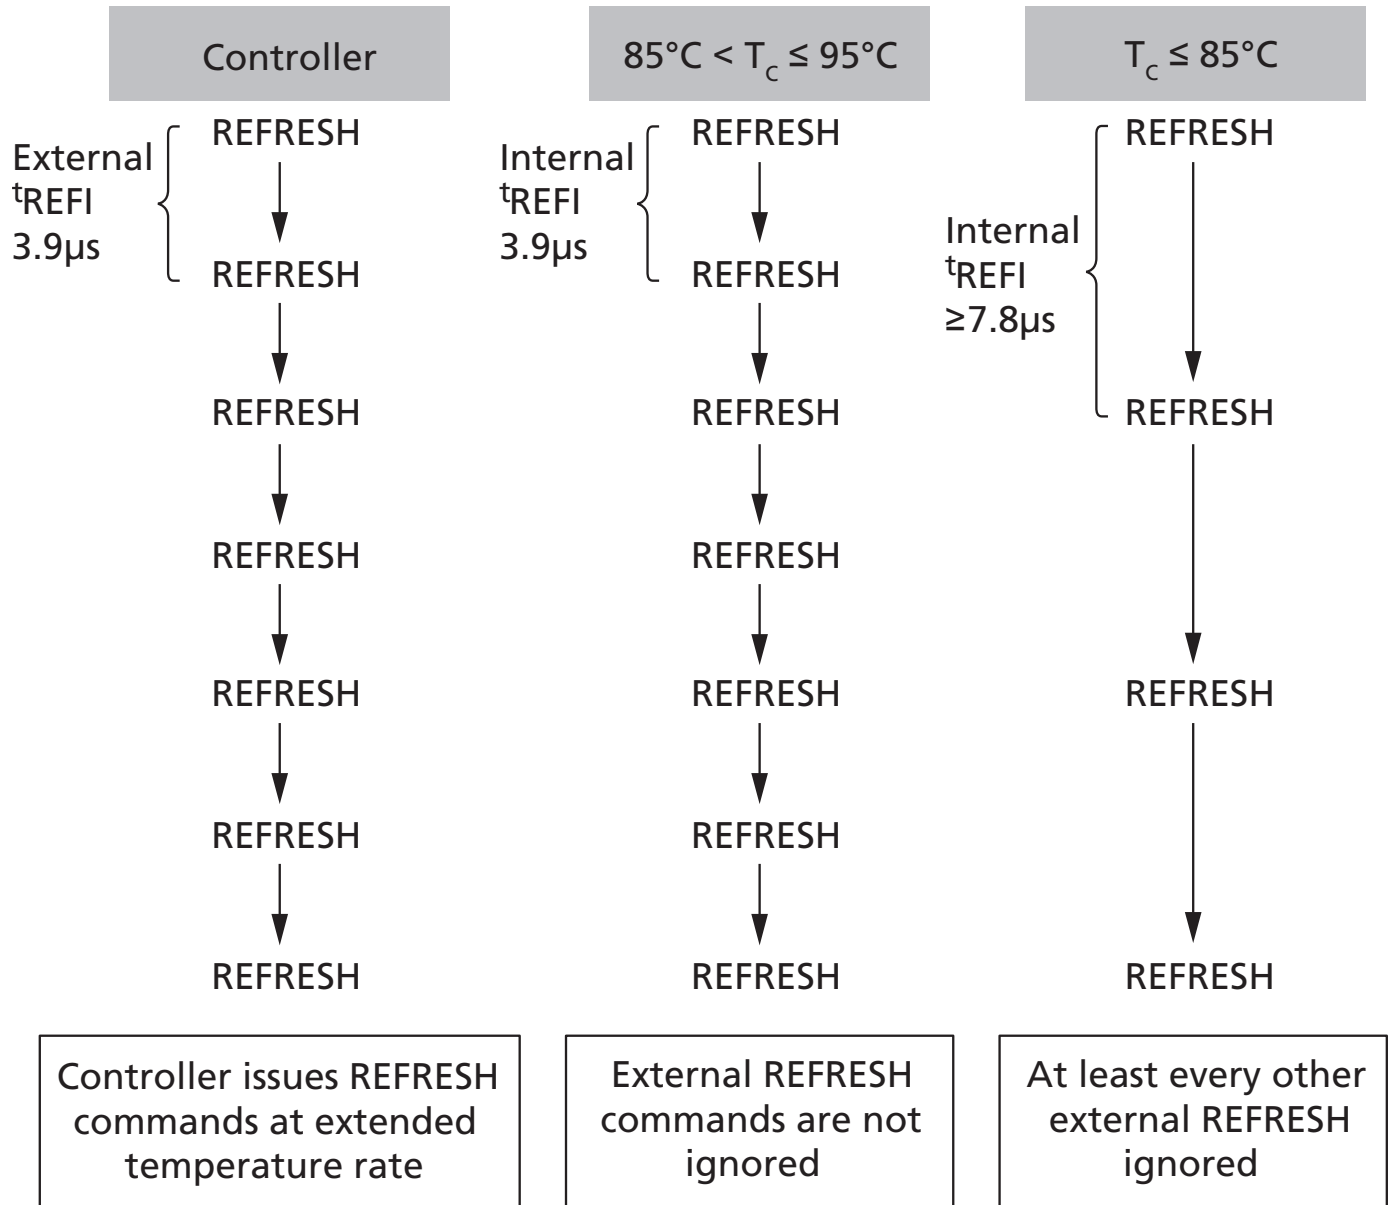 Controller
External
tREFI
3.9µs
REFRESH
REFRESH
REFRESH
REFRESH
REFRESH
REFRESH
REFRESH
Controller issues REFRESH
commands at extended
temperature rate
85°C < TC ≤ 95°C
Internal
tREFI
3.9µs
REFRESH
REFRESH
REFRESH
REFRESH
REFRESH
REFRESH
REFRESH
External REFRESH
commands are not
ignored
TC ≤ 85°C
Internal
tREFI
≥7.8µs
REFRESH
REFRESH
REFRESH
REFRESH
At least every other
external REFRESH
ignored